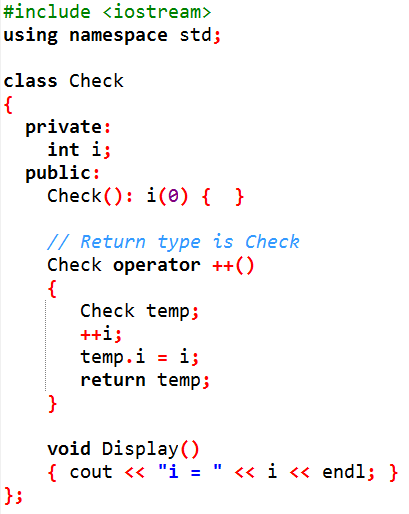 #include <iostream>
using namespace std;

class Check
{
  private:
    int i;
  public:
    Check(): i(0) {  }

    // Return type is Check
    Check operator ++()
    {
       Check temp;
       ++i;
       temp.i = i;
       return temp;
    }

    void Display()
    { cout << "i = " << i << endl; }
};